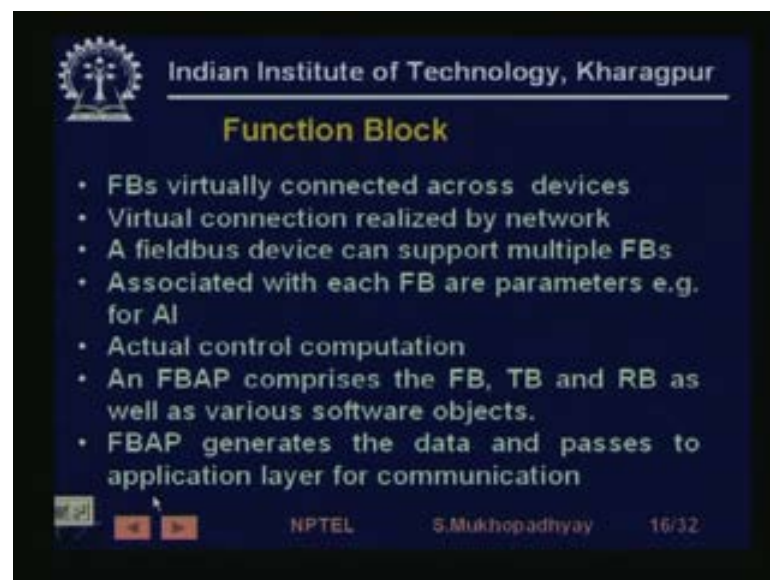 Indian Institute of Technology, Kharagpur
Function Block
• FBs virtually connected across devices
• Virtual connection realized by network
• A fieldbus device can support multiple FBs
• Associated with each FB are parameters e.g.
for AI
• Actual control computation
• An FBAP comprises the FB, TB and RB as
well as various software objects.
• FBAP generates the data and passes to
application layer for communication
NPTEL S.Mukhopadhyay 16/32